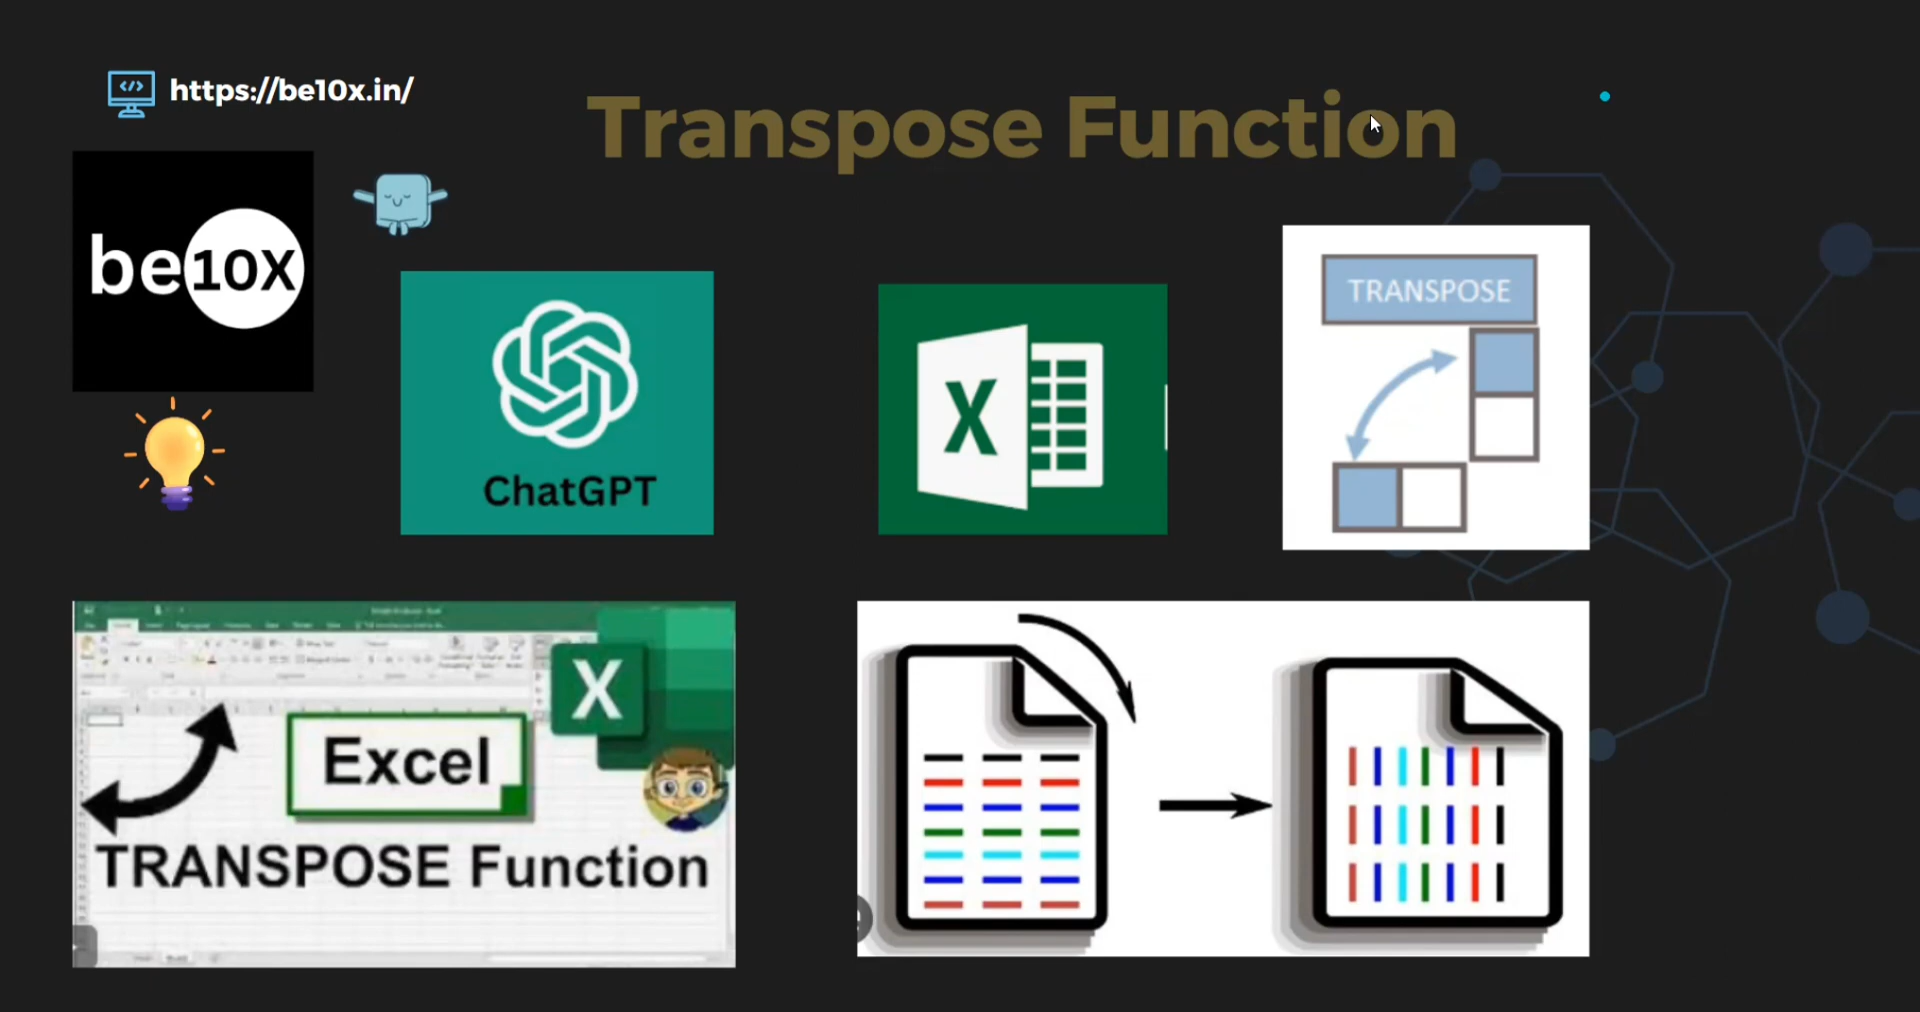 https://be10x.in/
Transpose Function
be10X
ChatGPT
X
TRANSPOSE
X
Excel
TRANSPOSE Function